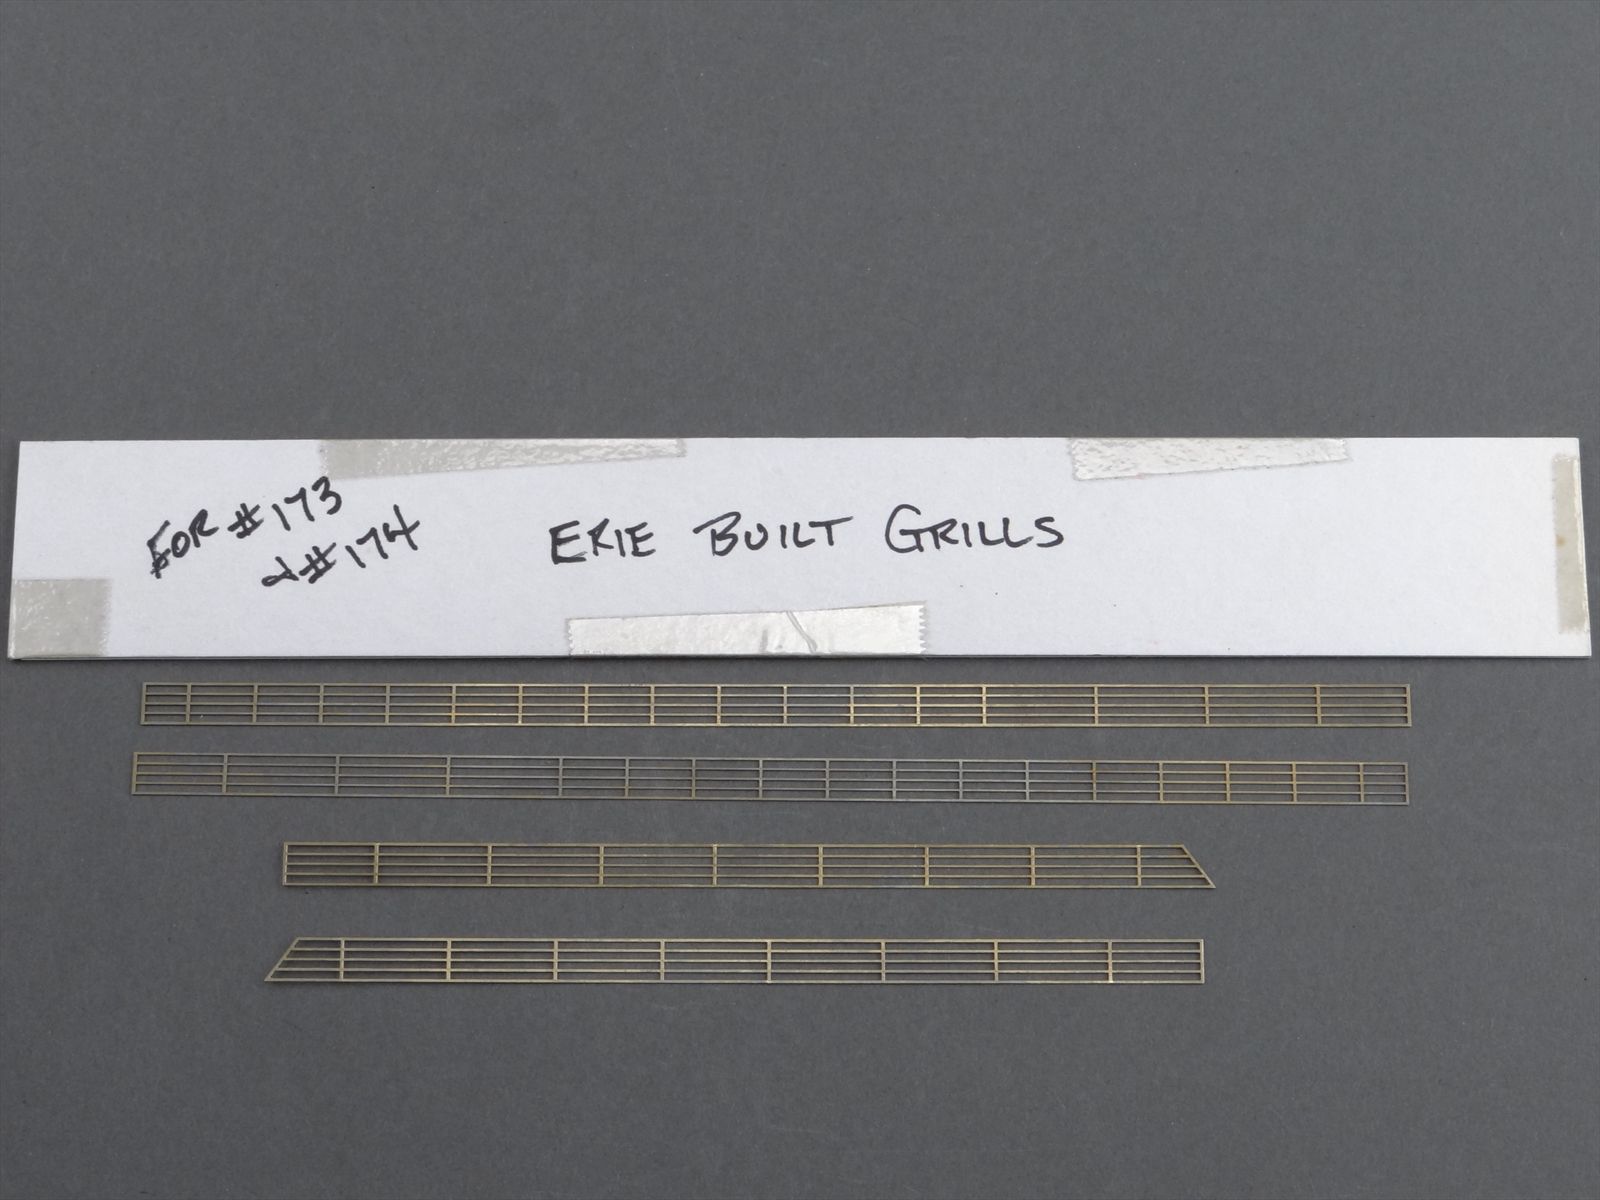 FOR #173
& #174
ERIE BUILT GRILLS